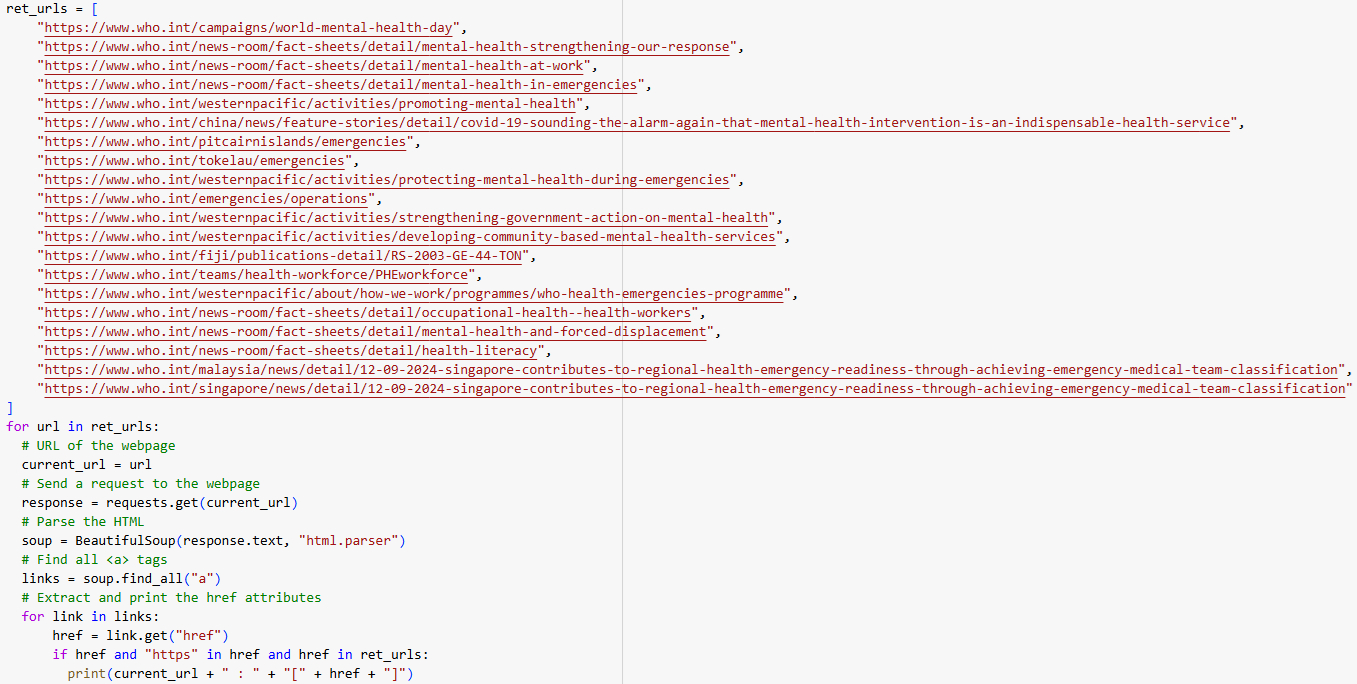 ret_urls = [
    "https://www.who.int/campaigns/world-mental-health-day",
    "https://www.who.int/news-room/fact-sheets/detail/mental-health-strengthening-our-response",
    "https://www.who.int/news-room/fact-sheets/detail/mental-health-at-work",
    "https://www.who.int/news-room/fact-sheets/detail/mental-health-in-emergencies",
    "https://www.who.int/westernpacific/activities/promoting-mental-health",
    "https://www.who.int/china/news/feature-stories/detail/covid-19-sounding-the-alarm-again-that-mental-health-intervention-is-an-indispensable-health-service",
    "https://www.who.int/pitcairnislands/emergencies",
    "https://www.who.int/tokelau/emergencies",
    "https://www.who.int/westernpacific/activities/protecting-mental-health-during-emergencies",
    "https://www.who.int/emergencies/operations",
    "https://www.who.int/westernpacific/activities/strengthening-government-action-on-mental-health",
    "https://www.who.int/westernpacific/activities/developing-community-based-mental-health-services",
    "https://www.who.int/fiji/publications-detail/RS-2003-GE-44-TON",
    "https://www.who.int/teams/health-workforce/PHEworkforce",
    "https://www.who.int/westernpacific/about/how-we-work/programmes/who-health-emergencies-programme",
    "https://www.who.int/news-room/fact-sheets/detail/occupational-health--health-workers",
    "https://www.who.int/news-room/fact-sheets/detail/mental-health-and-forced-displacement",
    "https://www.who.int/news-room/fact-sheets/detail/health-literacy",
    "https://www.who.int/malaysia/news/detail/12-09-2024-singapore-contributes-to-regional-health-emergency-readiness-through-achieving-emergency-medical-team-classification",
    "https://www.who.int/singapore/news/detail/12-09-2024-singapore-contributes-to-regional-health-emergency-readiness-through-achieving-emergency-medical-team-classification"
]
for url in ret_urls:
  # URL of the webpage
  current_url = url
  # Send a request to the webpage
  response = requests.get(current_url)
  # Parse the HTML
  soup = BeautifulSoup(response.text, "html.parser")
  # Find all <a> tags
  links = soup.find_all("a")
  # Extract and print the href attributes
  for link in links:
      href = link.get("href")
      if href and "https" in href and href in ret_urls:
        print(current_url + " : " + "[" + href + "]")